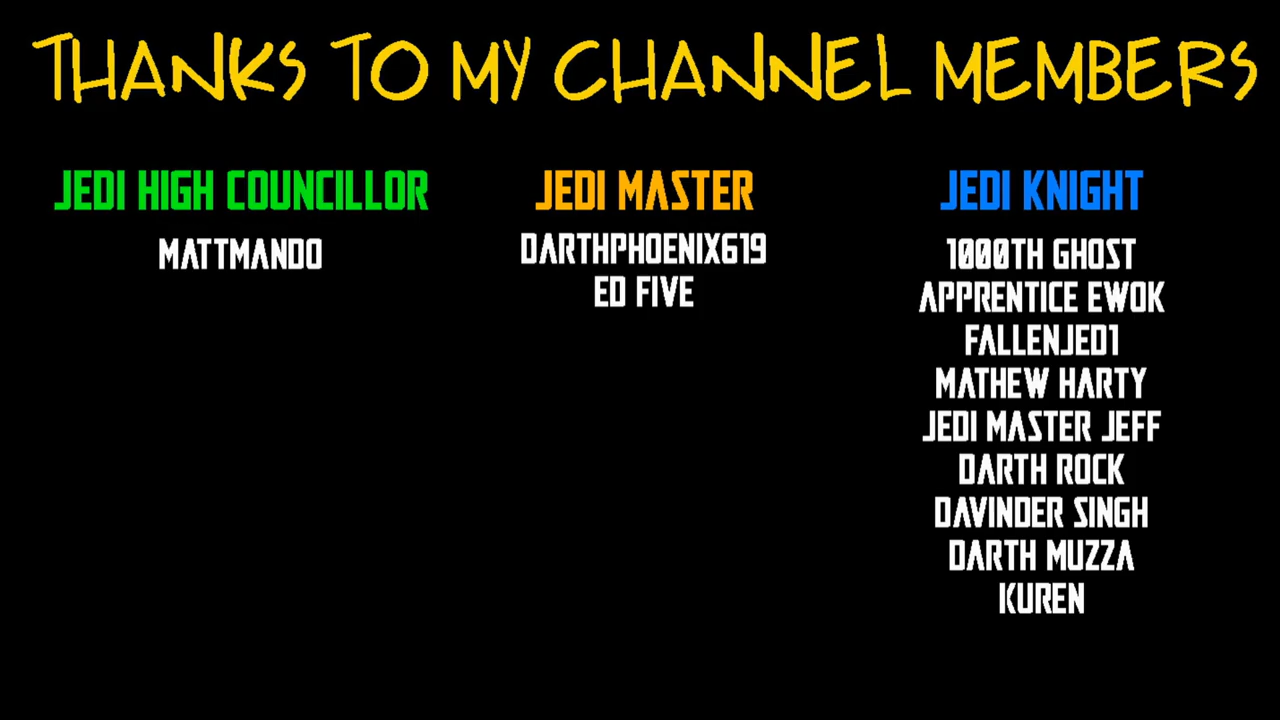 THANKS TO MY CHANNEL MEMBERS
JEDI HIGH COUNCILLOR
MATTMANDO
JEDI MASTER
DARTHPHOENIX619
ED FIVE
JEDI KNIGHT
1000TH GHOST
APPRENTICE EWOK
FALLENJED1
MATHEW HARTY
JEDI MASTER JEFF
DARTH ROCK
DAVINDER SINGH
DARTH MUZZA
KUREN